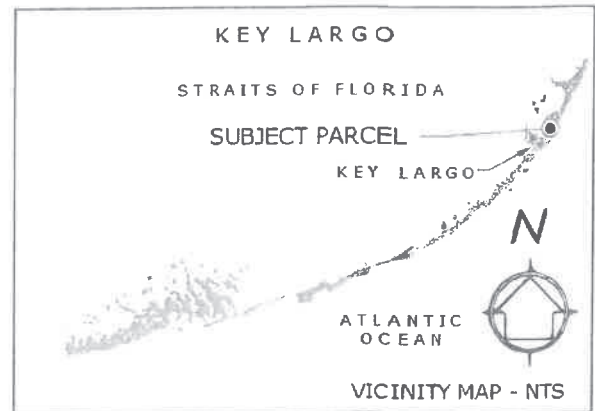 KEY LARGO
STRAITS OF FLORIDA
SUBJECT PARCEL
KEY LARGO
N
ATLANTIC
OCEAN
VICINITY MAP - NTS